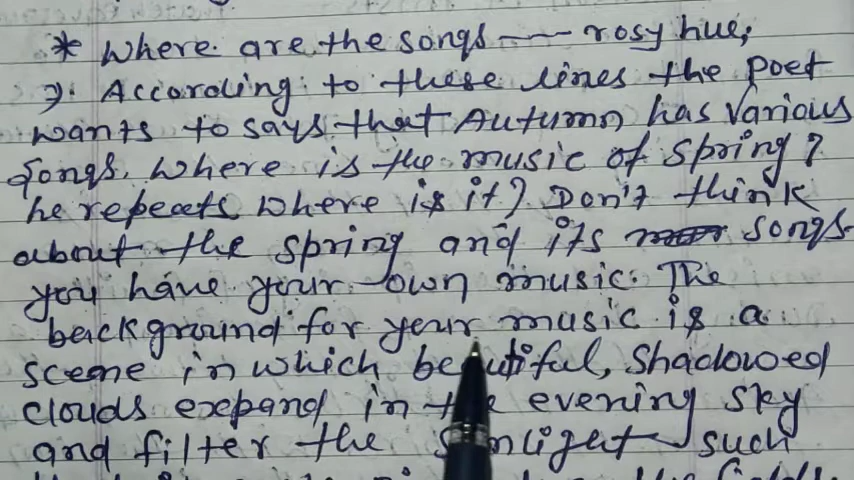 * Where are the songs —— rosy hue,
⇒. According to these lines the poet
wants to says that Autumn has various
songs. Where is the music of spring?
he repeats where is it? Don't think
about the spring and its songs.
you have your own music. The
background for your music is a
scene in which beautiful, shadowed
clouds expand in the evening sky
and filter the sunlight such
the fields